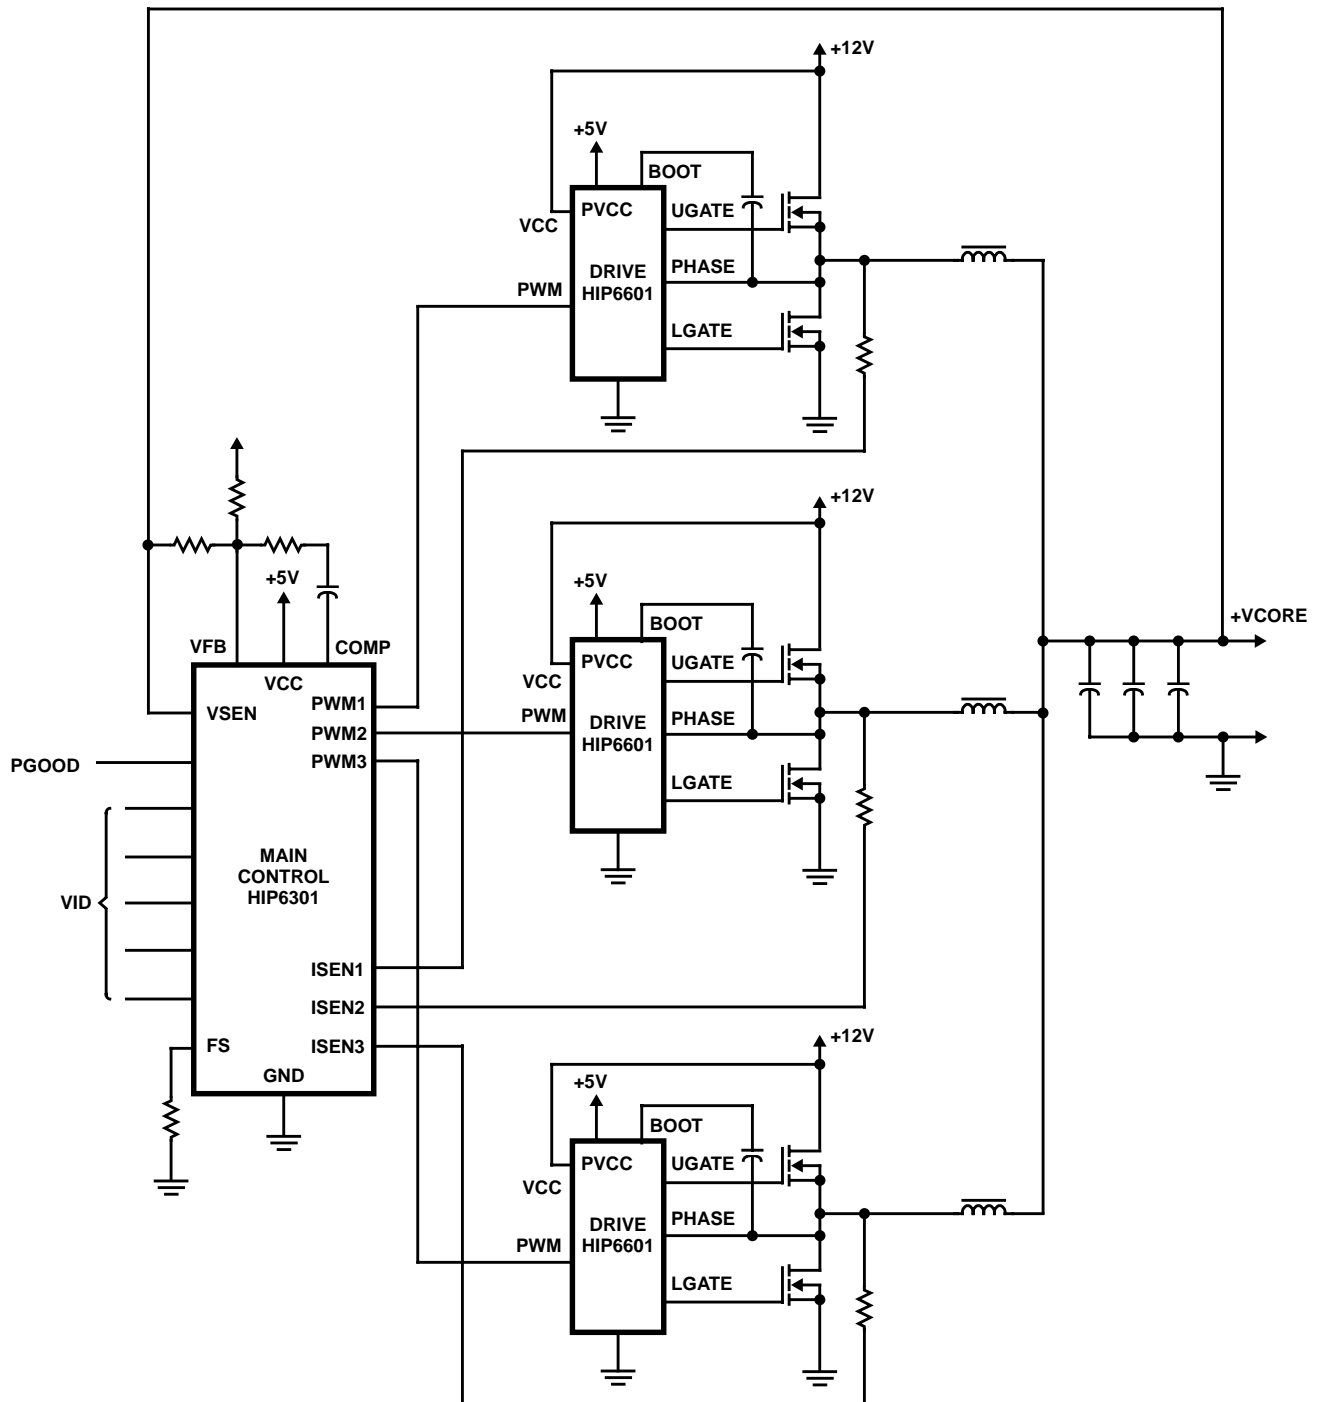 +12V
+5V
BOOT
PVCC
UGATE
VCC
DRIVE
HIP6601
PHASE
PWM
LGATE
+12V
+5V
BOOT
PVCC
UGATE
VCC
DRIVE
HIP6601
PHASE
PWM
LGATE
+5V
VFB
COMP
VCC
VSEN
PWM1
PWM2
PWM3
PGOOD
MAIN
CONTROL
HIP6301
VID
ISEN1
ISEN2
FS
ISEN3
GND
+VCORE
+12V
+5V
BOOT
PVCC
UGATE
VCC
DRIVE
HIP6601
PHASE
PWM
LGATE